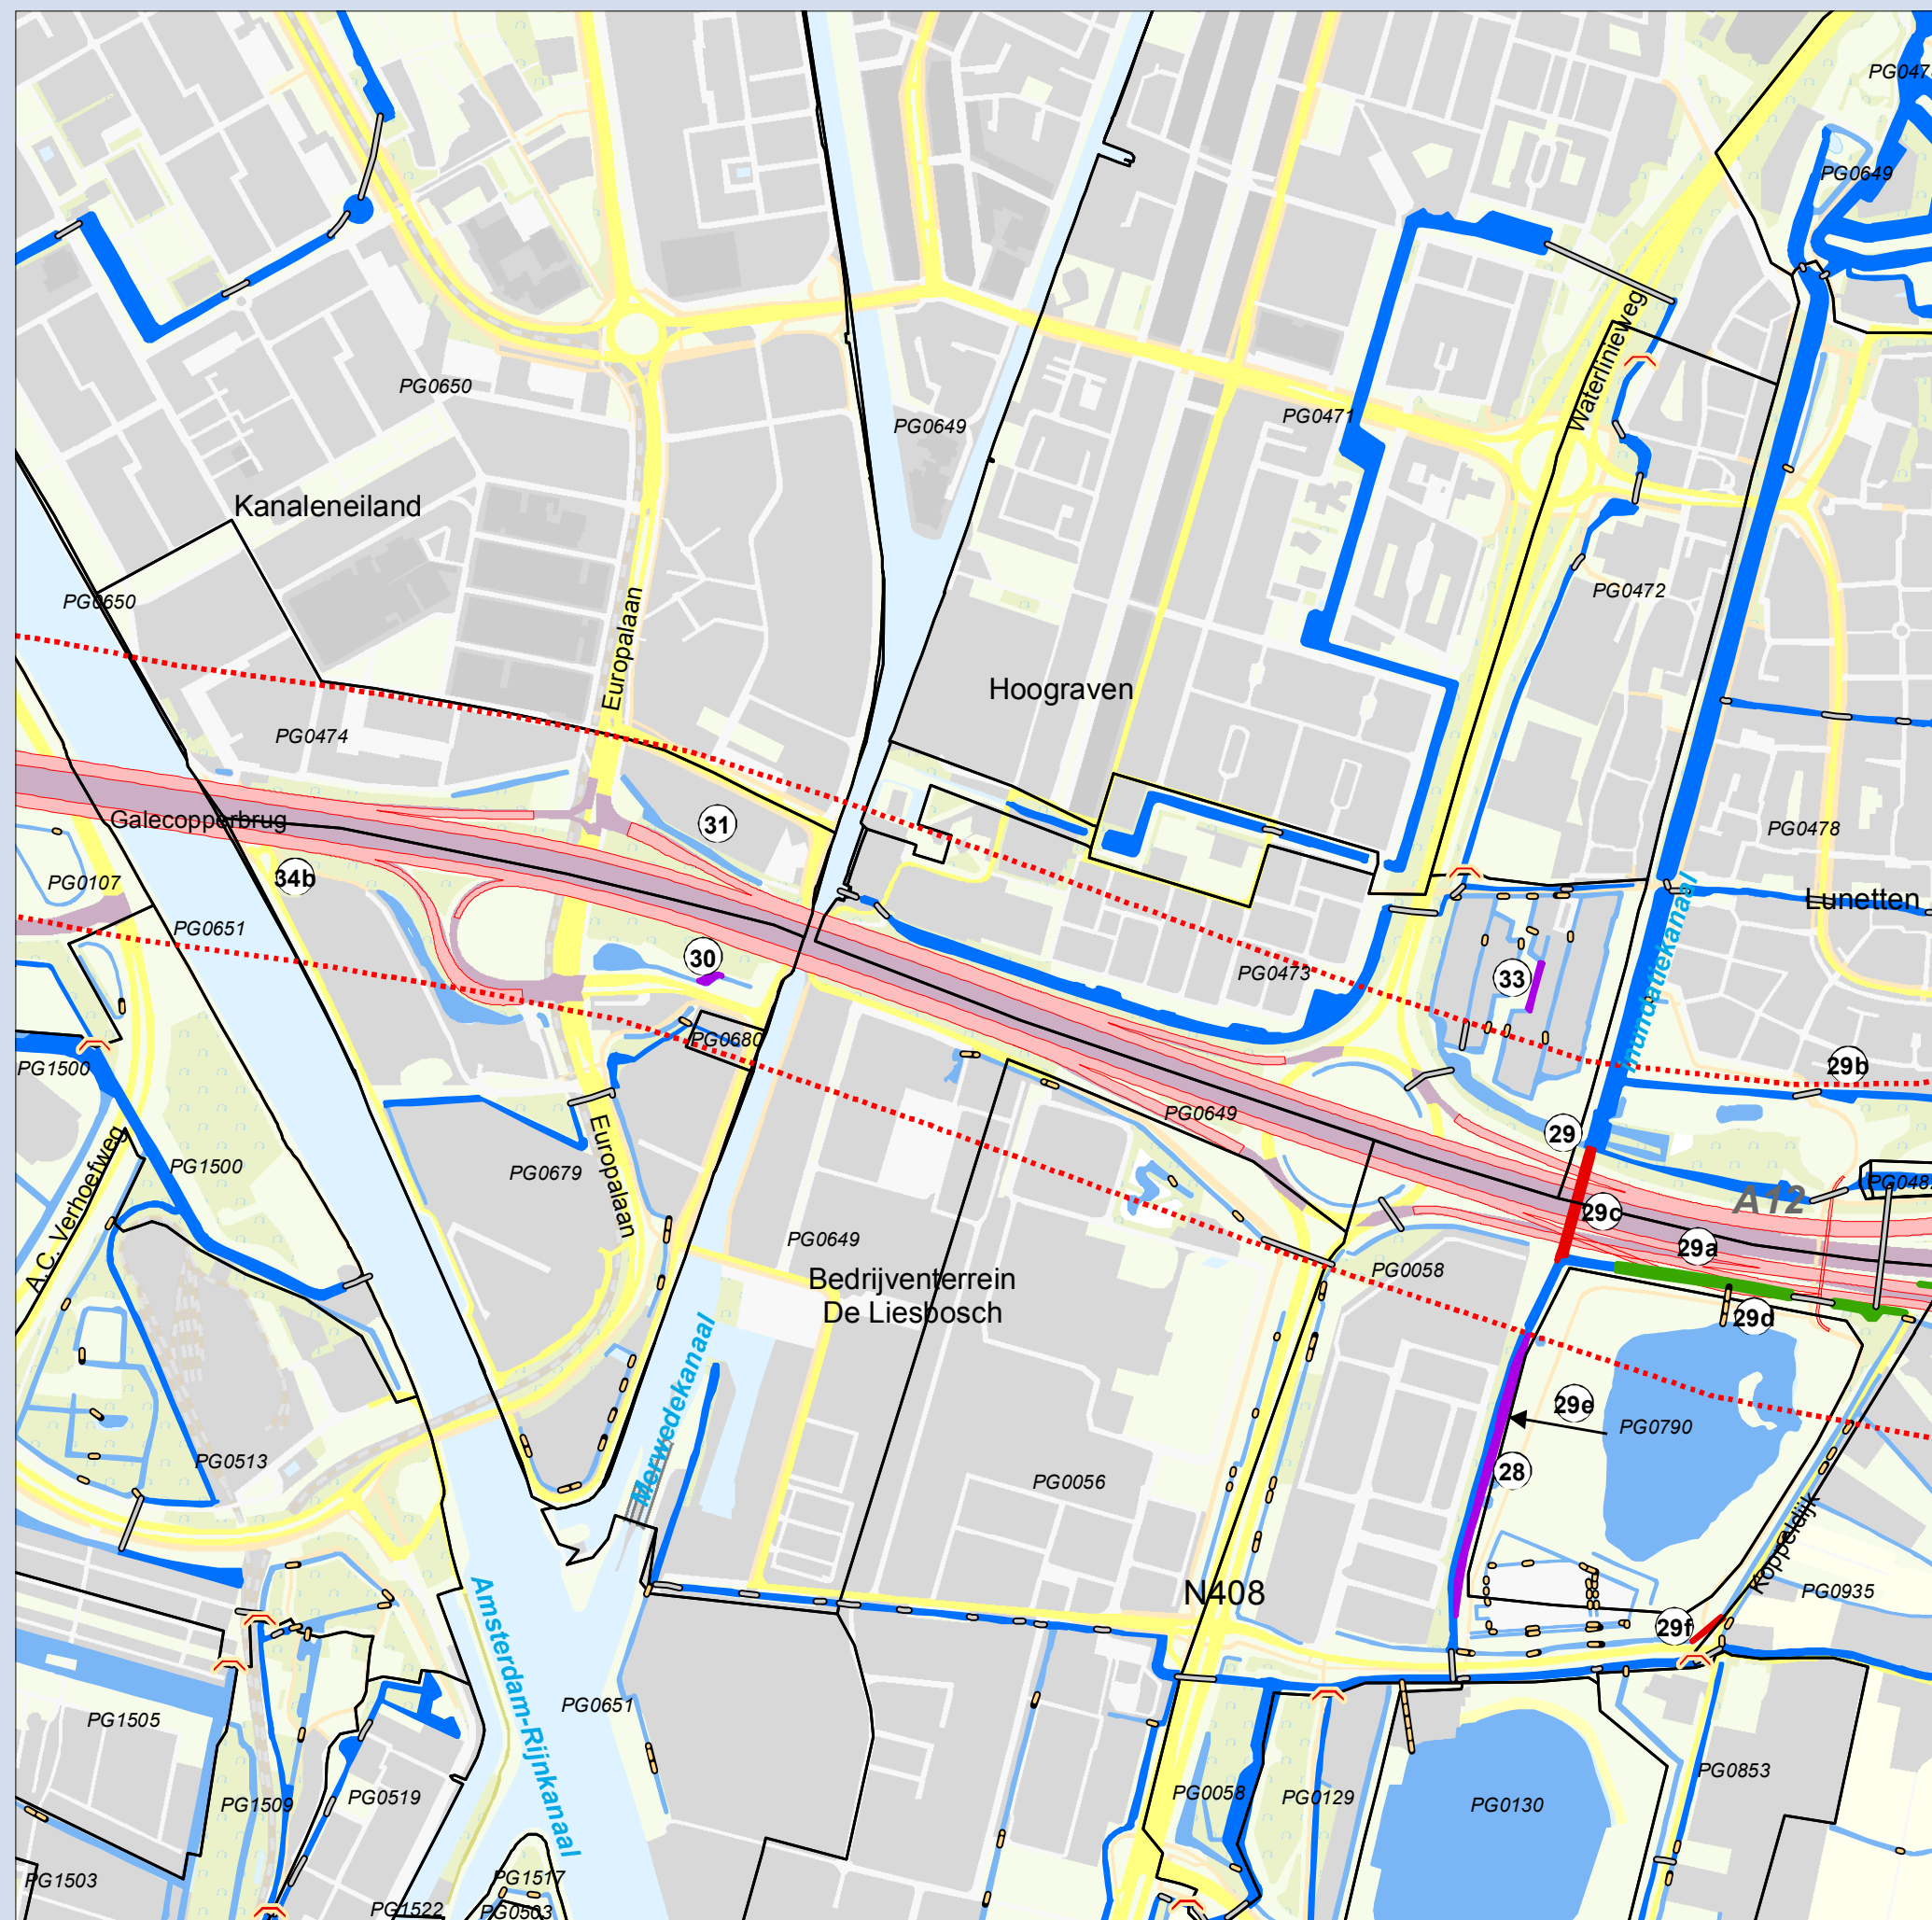 PG0649
PG0650
PG0649
PG0471
Waterlinieweg
Kanaleneiland
PG0650
PG0472
Europalaan
Hoograven
PG0474
Galecopperbrug
31
PG0478
34b
PG0107
Lunetten
PG0651
30
PG0473
33
Inundatiekanaal
PG0680
PG1500
29b
PG0649
29
A.C. Verhoefweg
PG1500
PG0679
Europalaan
A12
29c
PG0649
29a
PG0058
Bedrijventerrein
De Liesbosch
29d
Merwedekanaal
29e
PG0790
PG0513
28
PG0056
Koppeldijk
N408
PG0935
29f
Amsterdam-Rijnkanaal
PG0651
PG1505
PG0853
PG1509
PG0519
PG0058
PG0129
PG0130
PG1503
PG1517
PG1522
PG0503